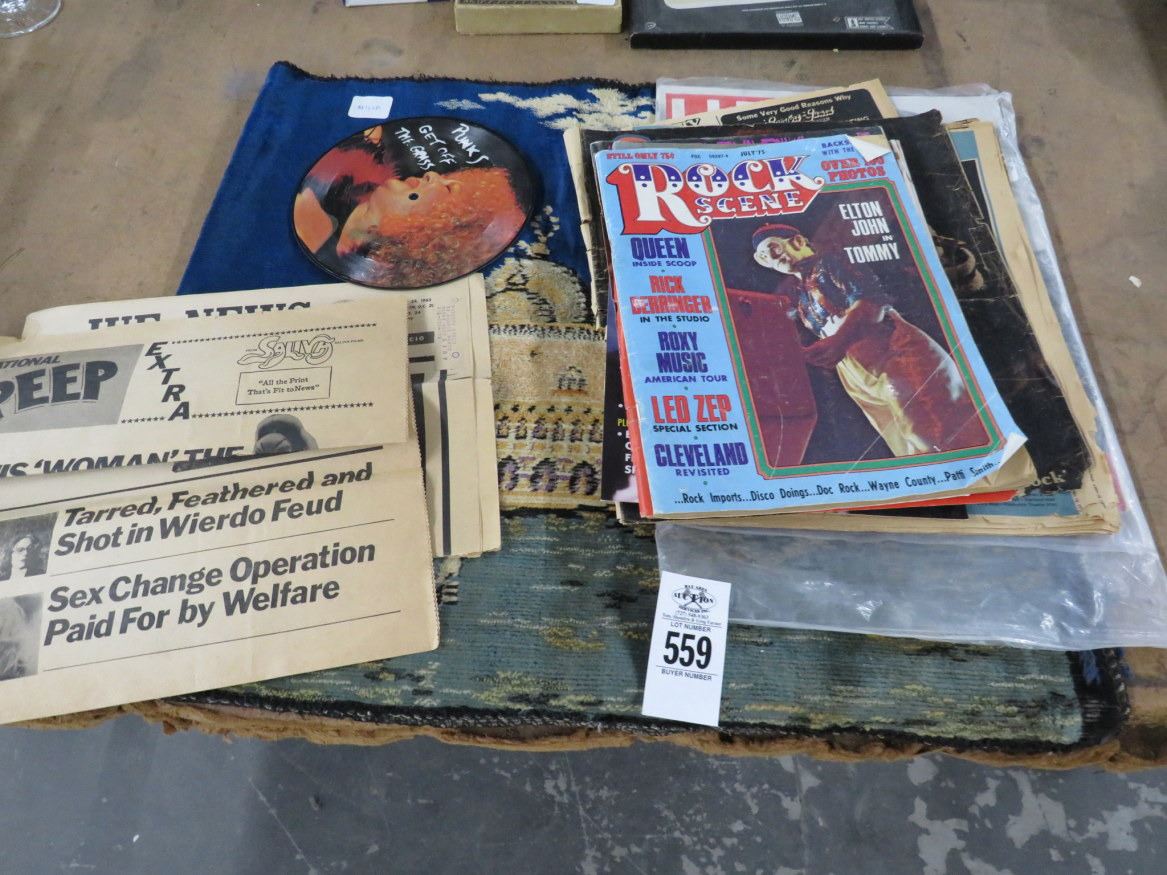 PUNKS
GET OFF
THE GRASS
Some Very Good Reasons Why
STILL ONLY 75¢
JULY '75
BACKS
WITH THE
OVER
PHOTOS
ROCK
SCENE
ELTON
JOHN
IN
TOMMY
QUEEN
INSIDE SCOOP
RICK
DERRINGER
IN THE STUDIO
ROXY
MUSIC
AMERICAN TOUR
LED ZEP
SPECIAL SECTION
CLEVELAND
REVISITED
...Rock Imports...Disco Doings...Doc Rock...Wayne County...Patti Smith...
EXTRA
PEEP
"All the Print
That's Fit to News"
'WOMAN' THE
Tarred, Feathered and
Shot in Wierdo Feud
Sex Change Operation
Paid For by Welfare
AUCTION
LOT NUMBER
559
BUYER NUMBER